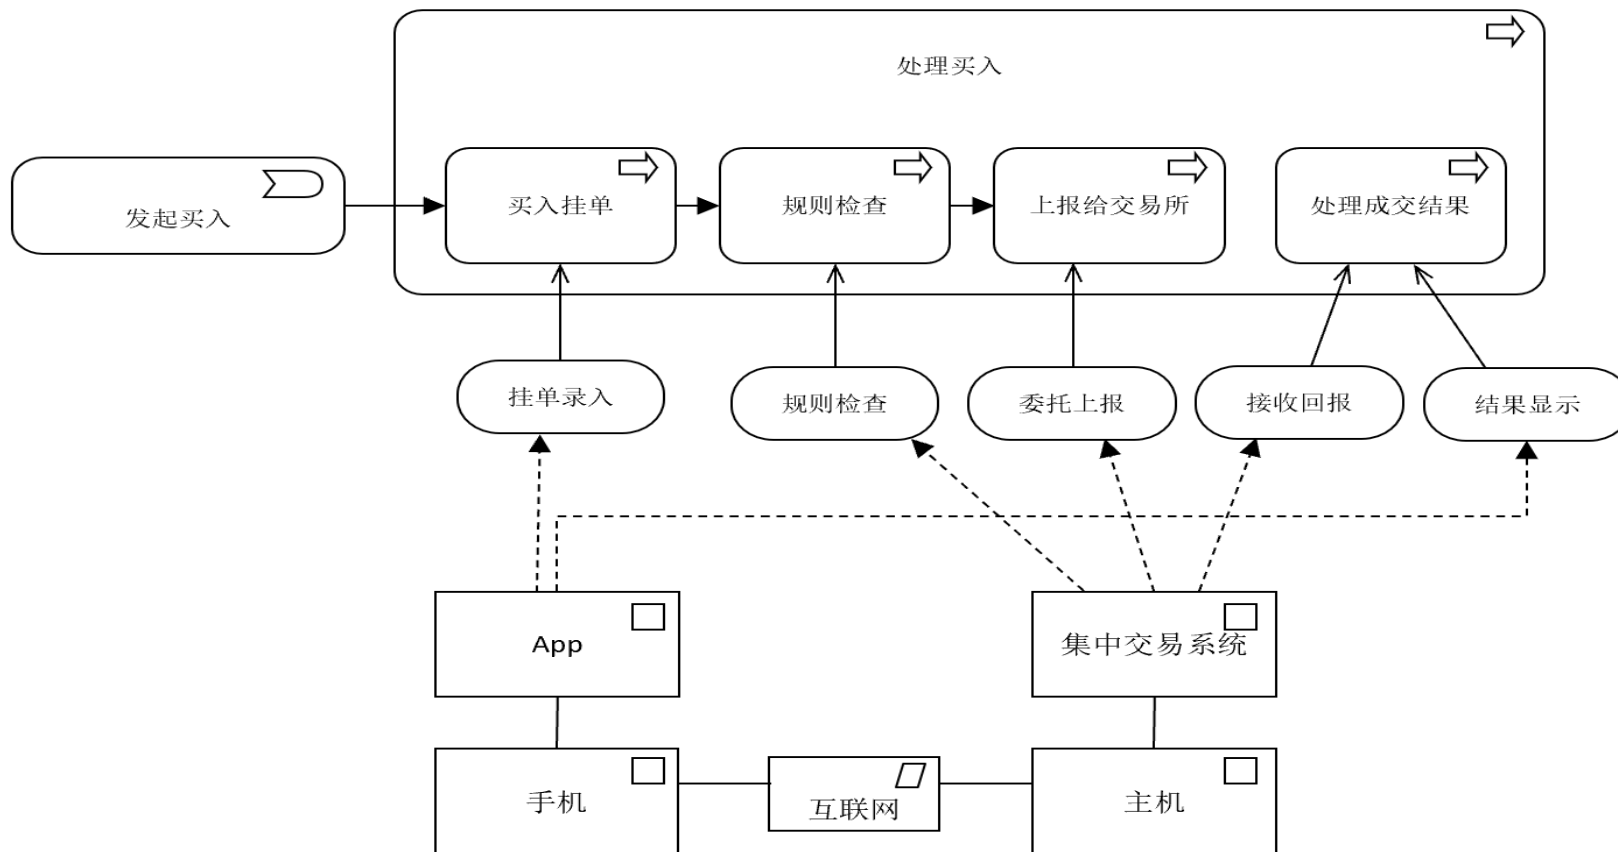 处理买入
发起买入
买入挂单
规则检查
上报给交易所
处理成交结果
挂单录入
规则检查
委托上报
接收回报
结果显示
App
集中交易系统
手机
互联网
主机